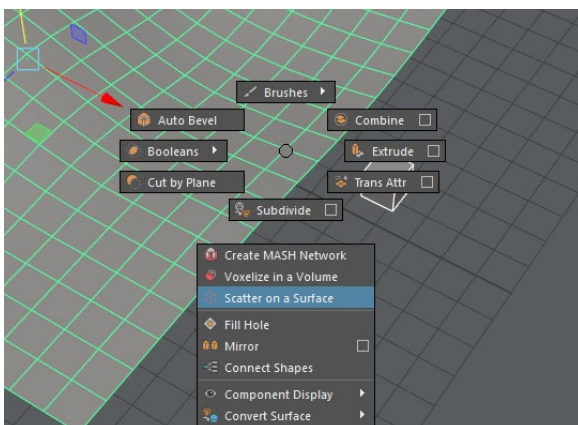 Brushes
Auto Bevel
Combine
Booleans
Extrude
Cut by Plane
Trans Attr
Subdivide
Create MASH Network
Voxelize in a Volume
Scatter on a Surface
Fill Hole
Mirror
Connect Shapes
Component Display
Convert Surface